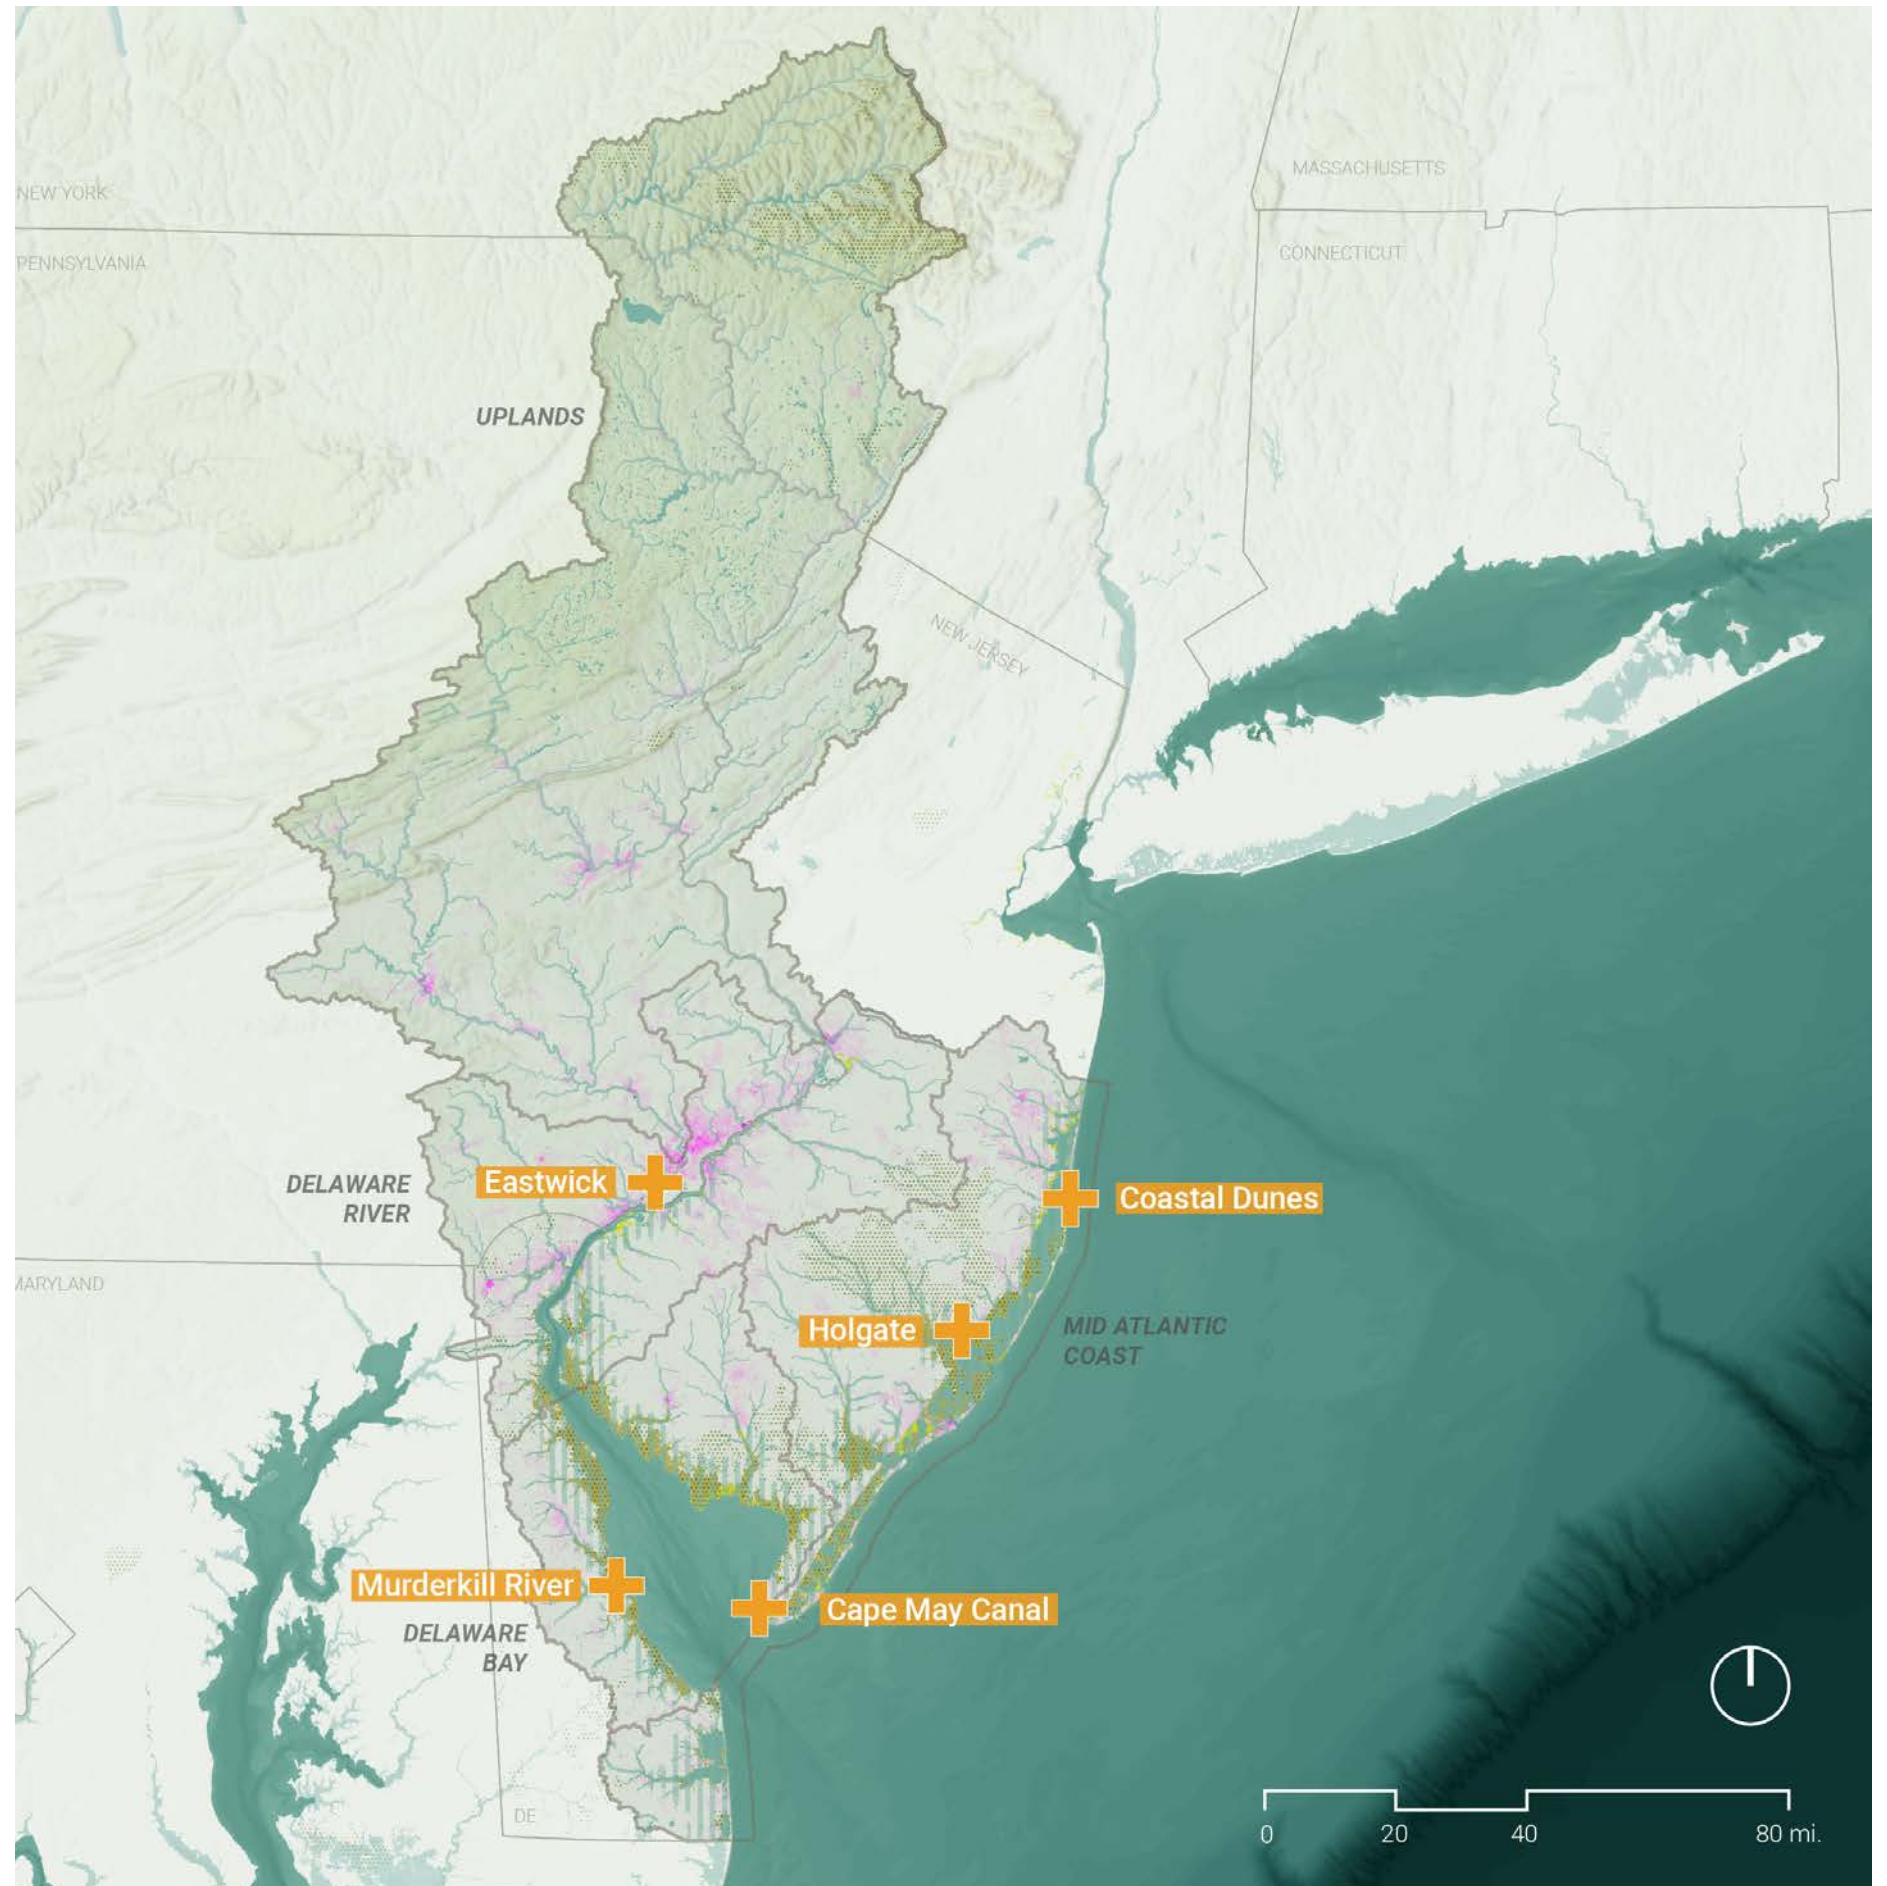 MASSACHUSETTS
NEW YORK
CONNECTICUT
PENNSYLVANIA
UPLANDS
NEW JERSEY
DELAWARE
RIVER
Eastwick
Coastal Dunes
MARYLAND
Holgate
MID ATLANTIC
COAST
Murderkill River
Cape May Canal
DELAWARE
BAY
DE
0 20 40 80 mi.